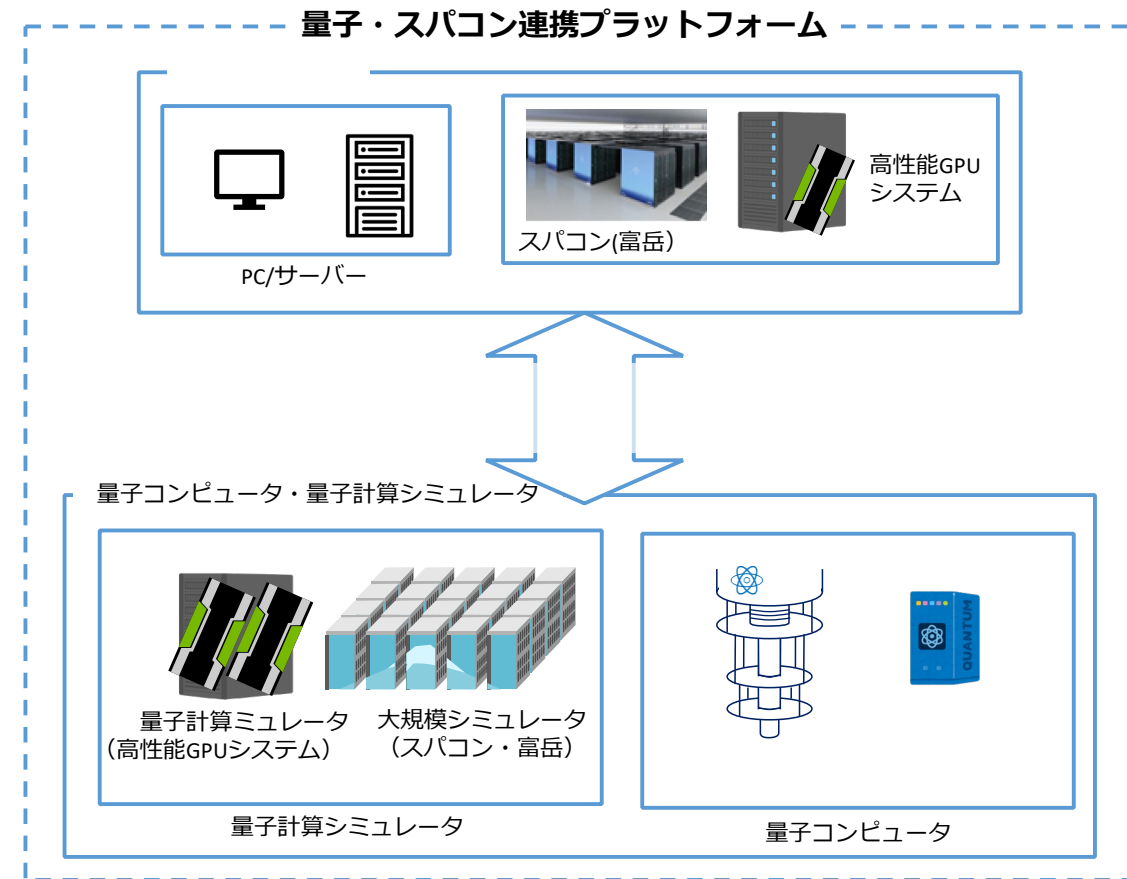 量子・スパコン連携プラットフォーム
高性能GPU
システム
スパコン(富岳）
PC/サーバー
量子コンピュータ・量子計算シミュレータ
QUANTUM
量子計算ミュレータ
（高性能GPUシステム）
大規模シミュレータ
（スパコン・富岳）
量子計算シミュレータ
量子コンピュータ